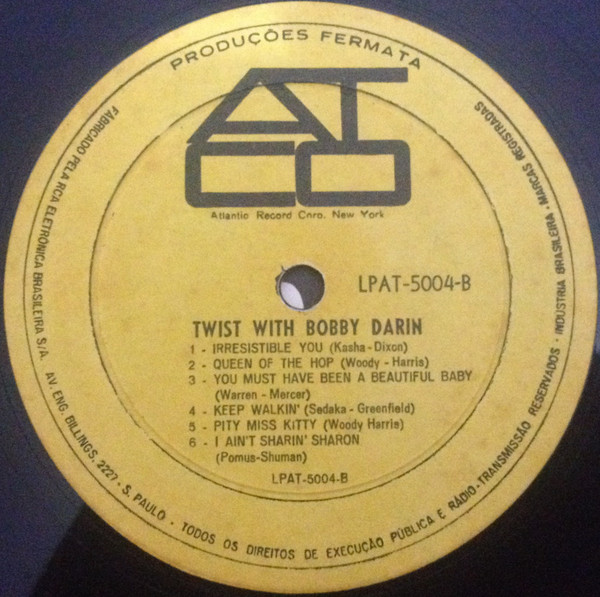 PRODUÇÕES FERMATA
ATCO
Atlantic Record Cnro. New York
LPAT-5004-B
TWIST WITH BOBBY DARIN
1 - IRRESISTIBLE YOU (Kasha-Dixon)
2 - QUEEN OF THE HOP (Woody - Harris)
3 - YOU MUST HAVE BEEN A BEAUTIFUL BABY
(Warren - Mercer)
4 - KEEP WALKIN' (Sedaka - Greenfield)
5 - PITY MISS KITTY (Woody Harris)
6 - I AIN'T SHARIN' SHARON
(Pomus-Shuman)
LPAT-5004-B
FABRICADO PELA RCA ELETRÔNICA BRASILEIRA S/A. AV. ENG. BILLINGS, 2227 - S. PAULO - TODOS OS DIREITOS DE EXECUÇÃO PÚBLICA E RÁDIO-TRANSMISSÃO RESERVADOS - INDÚSTRIA BRASILEIRA - MARCAS REGISTRADAS